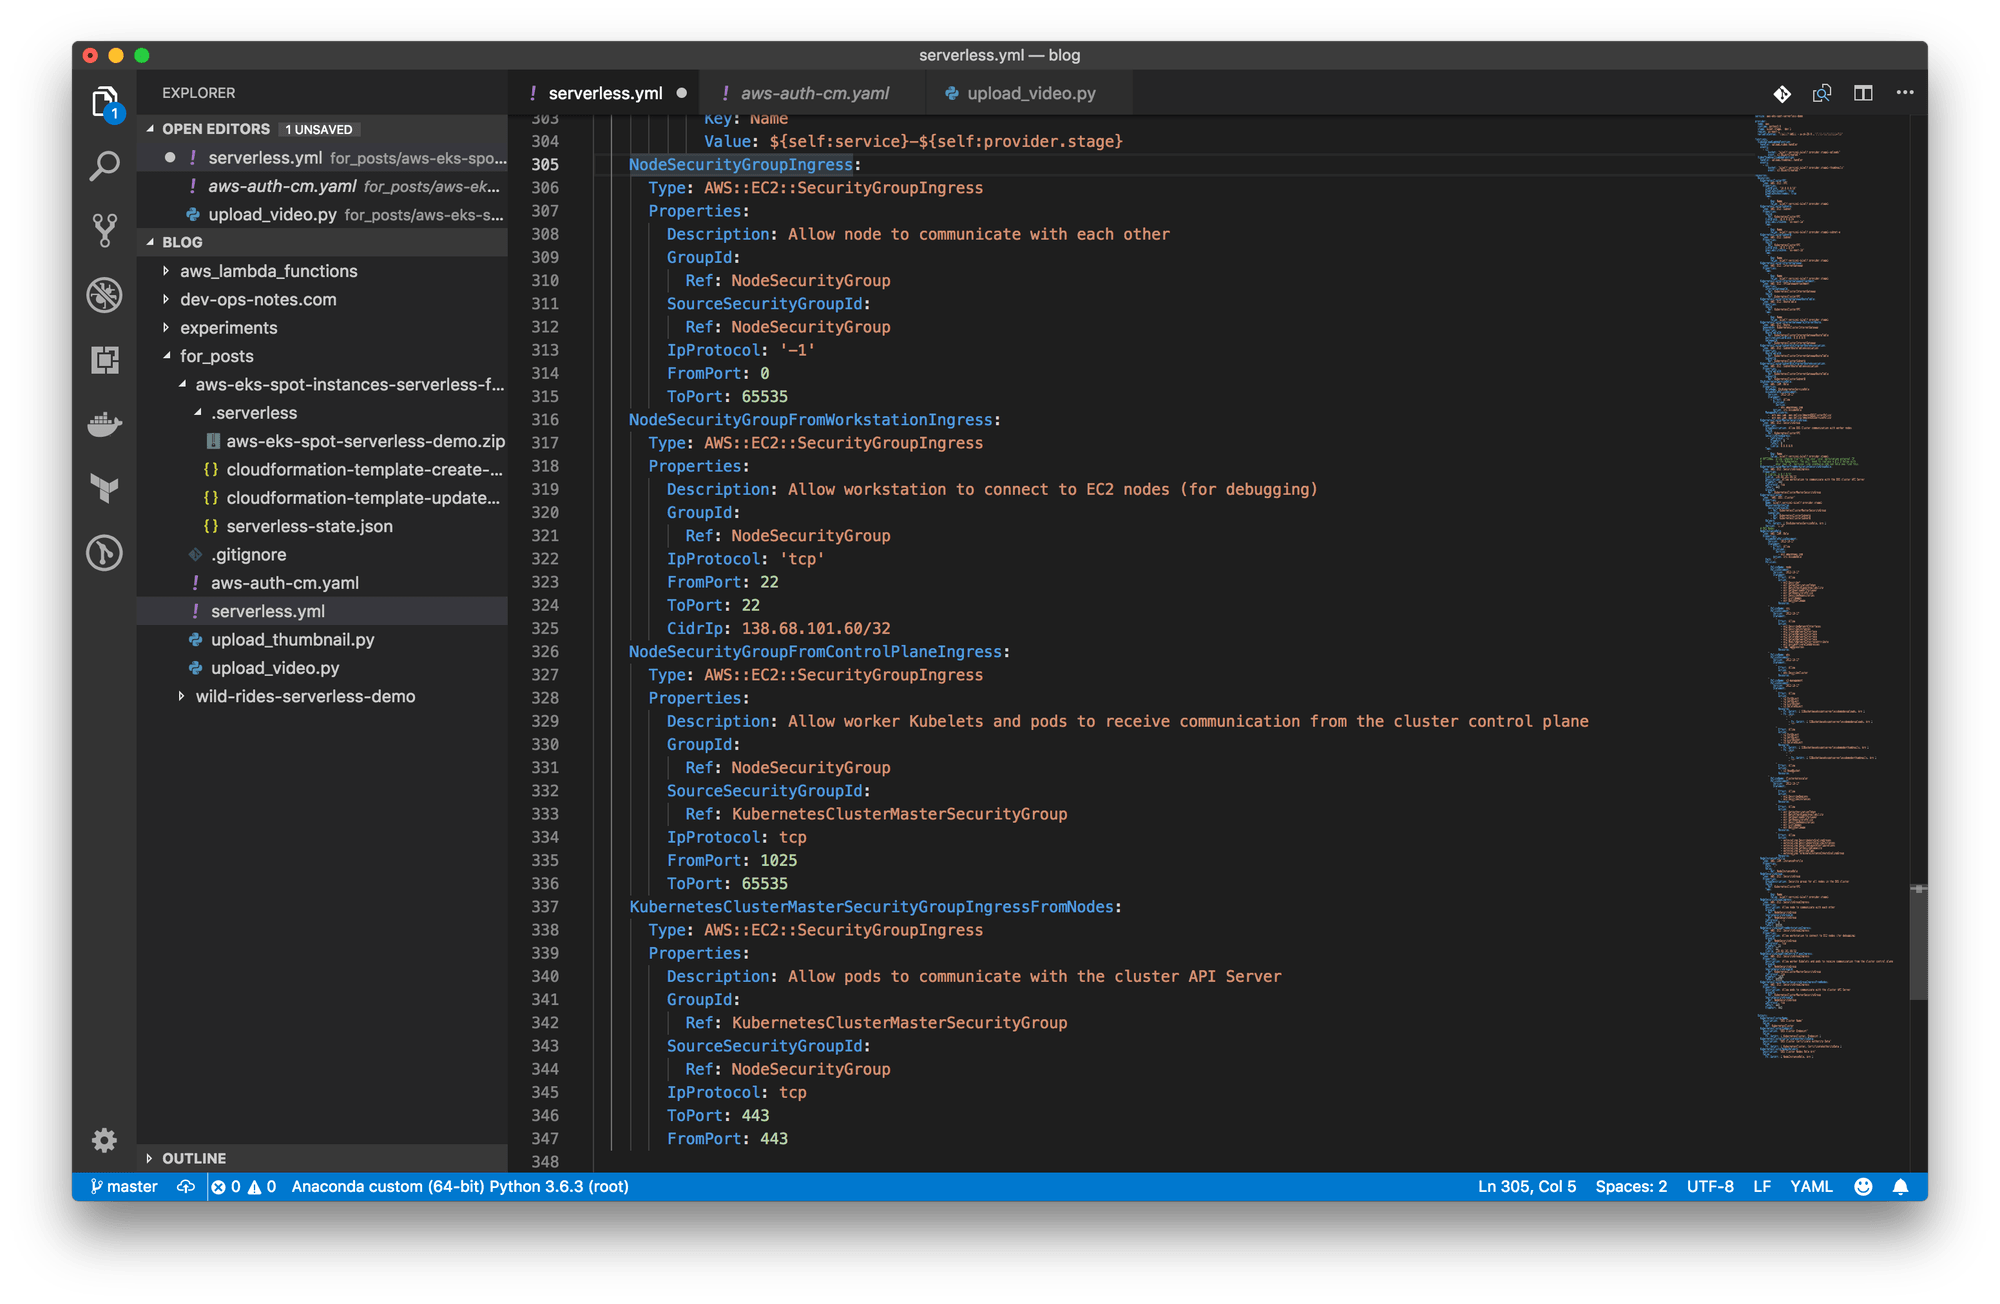 serverless.yml — blog
EXPLORER
OPEN EDITORS 1 UNSAVED
serverless.yml for_posts/aws-eks-spo...
aws-auth-cm.yaml for_posts/aws-ek...
upload_video.py for_posts/aws-eks-s...
BLOG
aws_lambda_functions
dev-ops-notes.com
experiments
for_posts
aws-eks-spot-instances-serverless-f...
.serverless
aws-eks-spot-serverless-demo.zip
{} cloudformation-template-create-...
{} cloudformation-template-update...
{} serverless-state.json
.gitignore
! aws-auth-cm.yaml
! serverless.yml
upload_thumbnail.py
upload_video.py
wild-rides-serverless-demo
OUTLINE
1
! serverless.yml
! aws-auth-cm.yaml
upload_video.py
303 Key: Name
304 Value: ${self:service}-${self:provider.stage}
305 NodeSecurityGroupIngress:
306 Type: AWS::EC2::SecurityGroupIngress
307 Properties:
308 Description: Allow node to communicate with each other
309 GroupId:
310 Ref: NodeSecurityGroup
311 SourceSecurityGroupId:
312 Ref: NodeSecurityGroup
313 IpProtocol: '-1'
314 FromPort: 0
315 ToPort: 65535
316 NodeSecurityGroupFromWorkstationIngress:
317 Type: AWS::EC2::SecurityGroupIngress
318 Properties:
319 Description: Allow workstation to connect to EC2 nodes (for debugging)
320 GroupId:
321 Ref: NodeSecurityGroup
322 IpProtocol: 'tcp'
323 FromPort: 22
324 ToPort: 22
325 CidrIp: 138.68.101.60/32
326 NodeSecurityGroupFromControlPlaneIngress:
327 Type: AWS::EC2::SecurityGroupIngress
328 Properties:
329 Description: Allow worker Kubelets and pods to receive communication from the cluster control plane
330 GroupId:
331 Ref: NodeSecurityGroup
332 SourceSecurityGroupId:
333 Ref: KubernetesClusterMasterSecurityGroup
334 IpProtocol: tcp
335 FromPort: 1025
336 ToPort: 65535
337 KubernetesClusterMasterSecurityGroupIngressFromNodes:
338 Type: AWS::EC2::SecurityGroupIngress
339 Properties:
340 Description: Allow pods to communicate with the cluster API Server
341 GroupId:
342 Ref: KubernetesClusterMasterSecurityGroup
343 SourceSecurityGroupId:
344 Ref: NodeSecurityGroup
345 IpProtocol: tcp
346 ToPort: 443
347 FromPort: 443
348
master 0 0 Anaconda custom (64-bit) Python 3.6.3 (root) Ln 305, Col 5 Spaces: 2 UTF-8 LF YAML